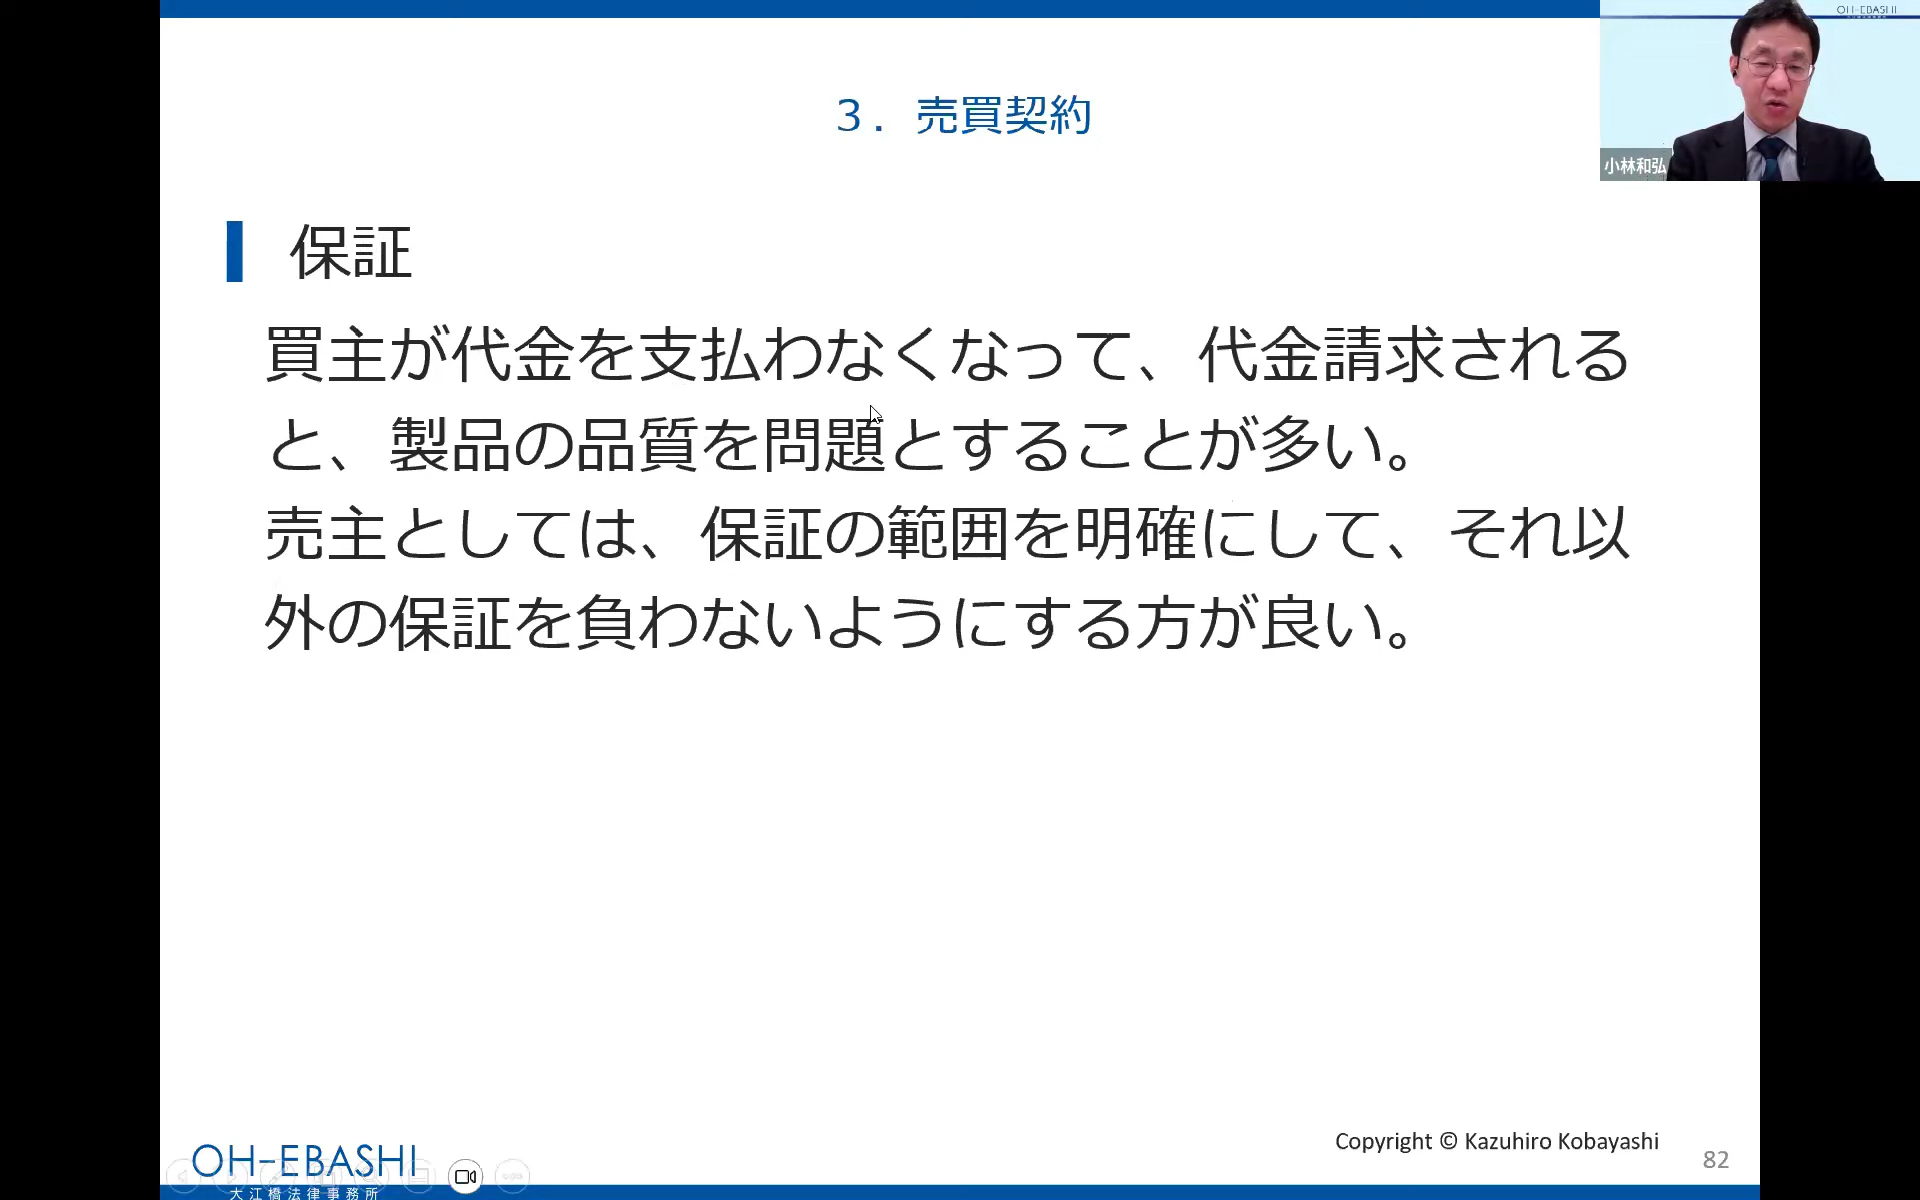 OH-EBASHI
小林和弘
３．売買契約
保証
買主が代金を支払わなくなって、代金請求される
と、製品の品質を問題とすることが多い。
売主としては、保証の範囲を明確にして、それ以
外の保証を負わないようにする方が良い。
Copyright © Kazuhiro Kobayashi
82
OH-EBASHI
大江橋法律事務所